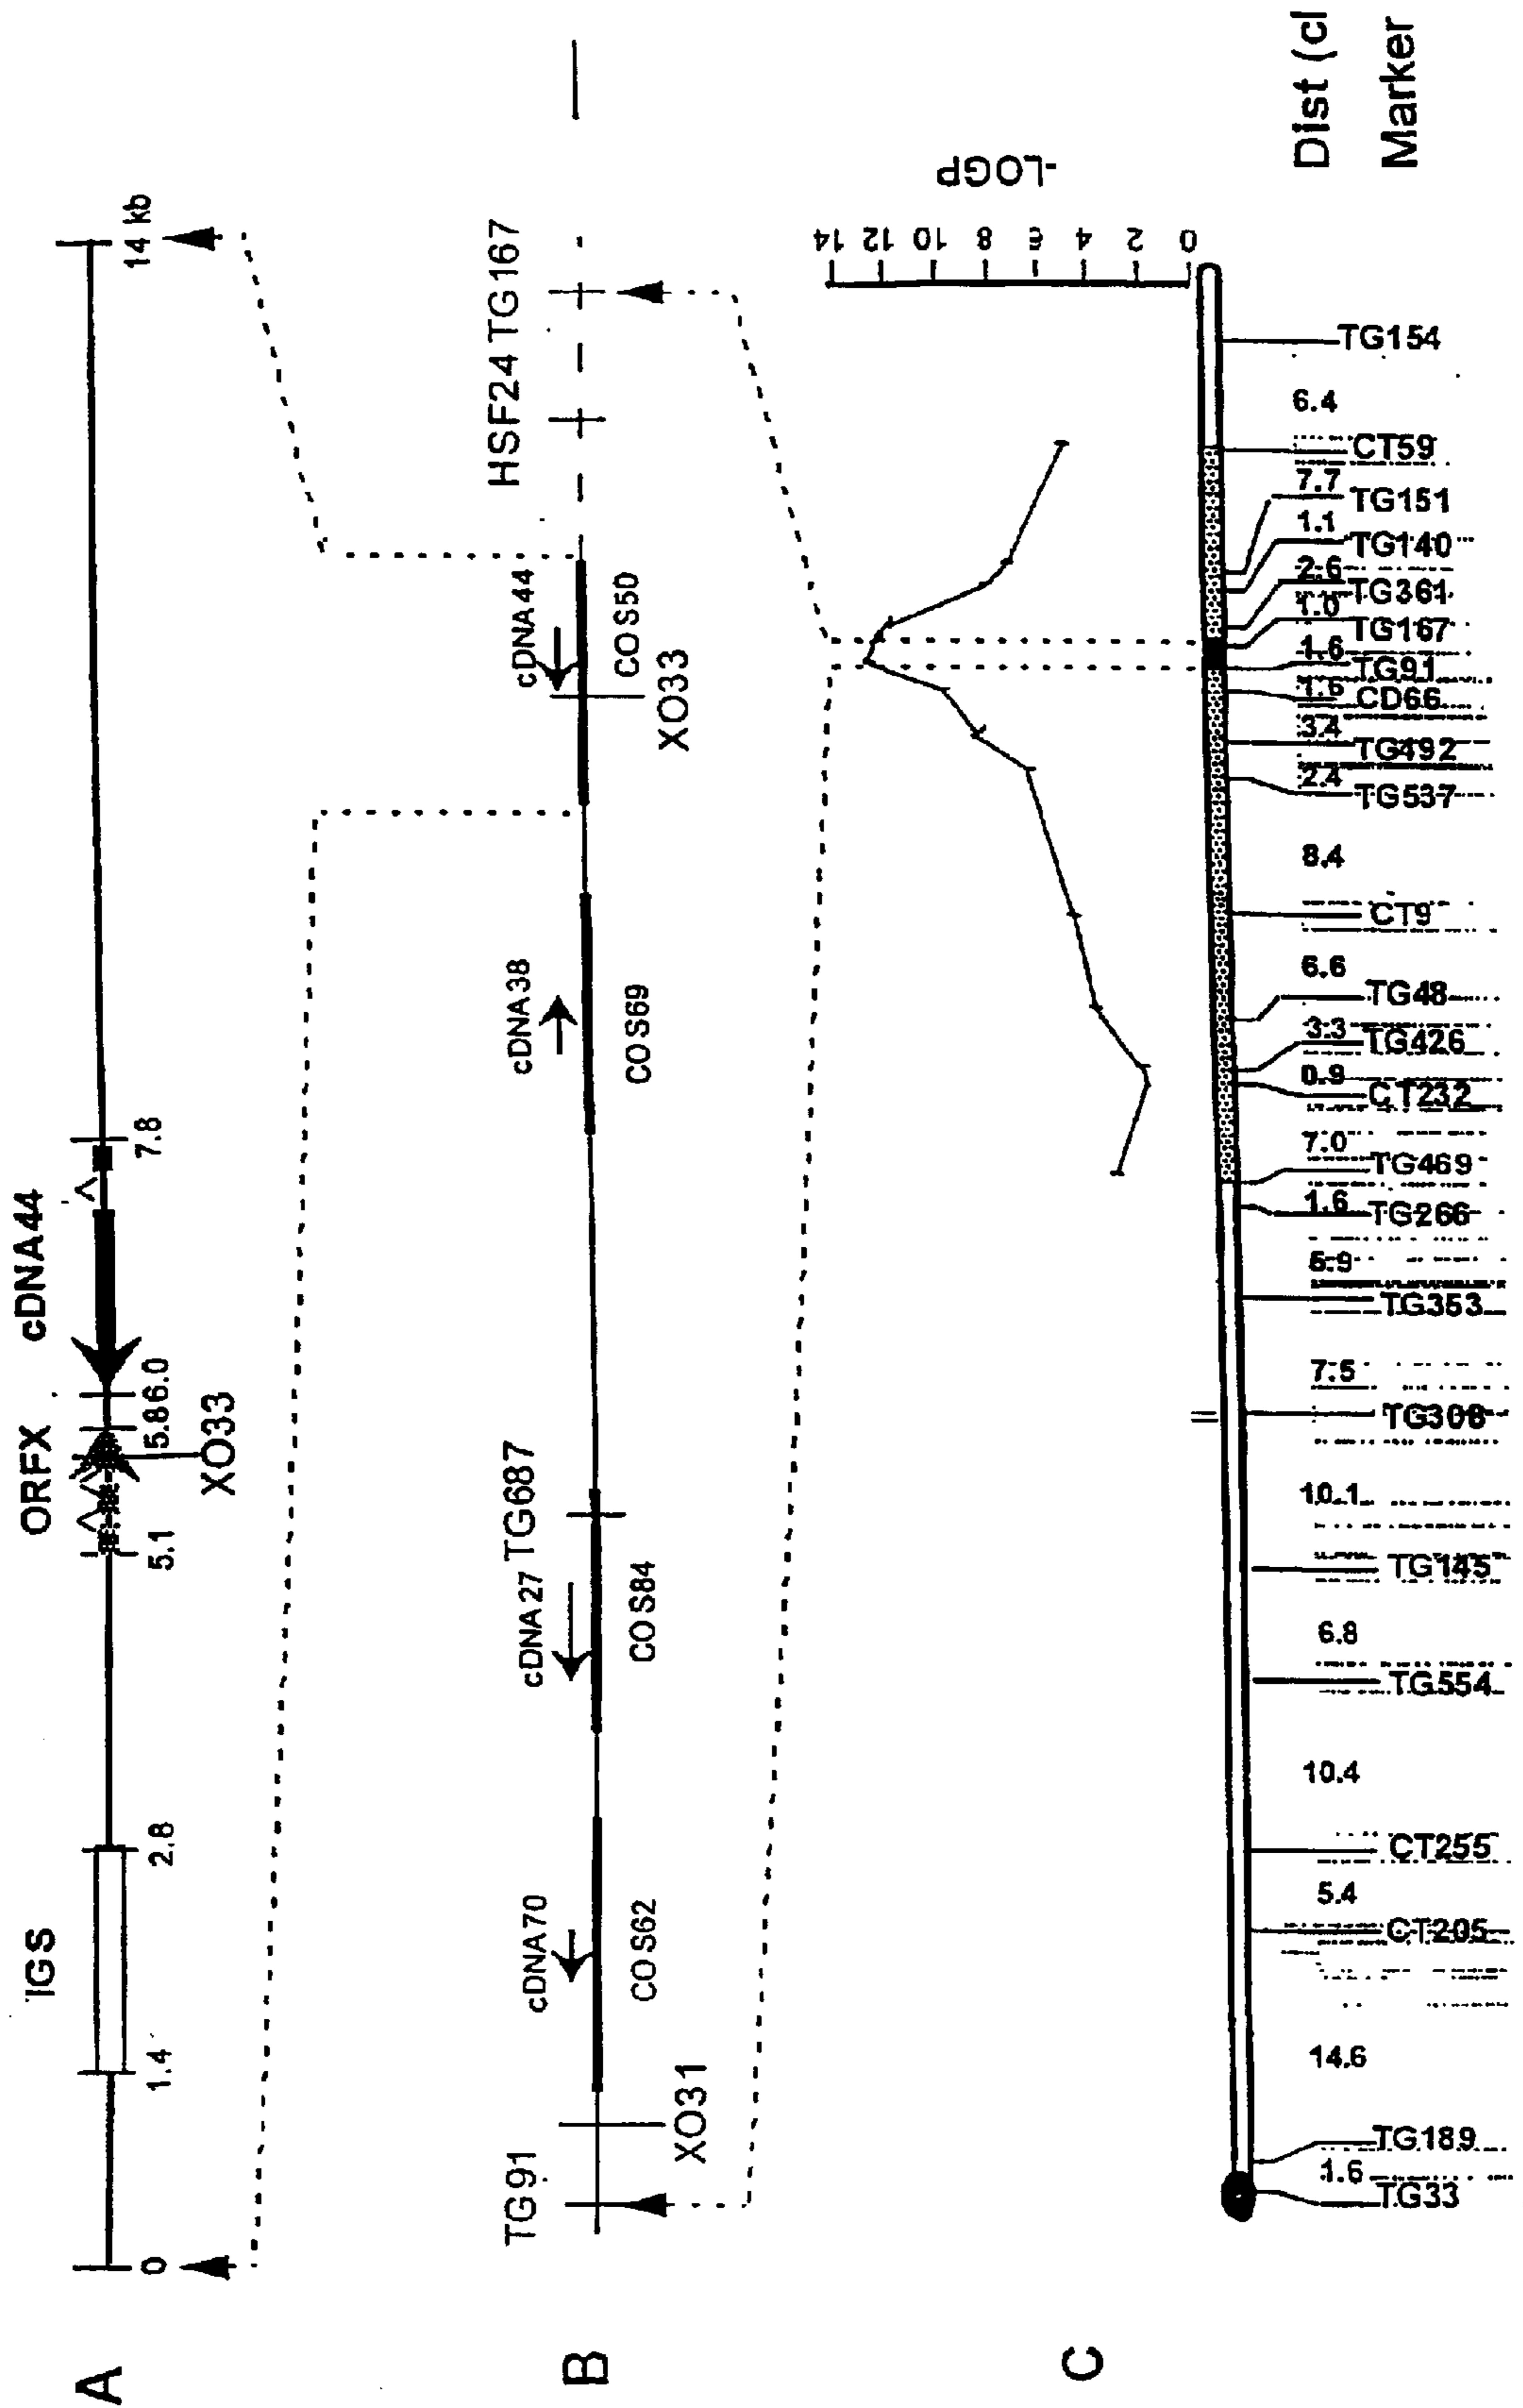 A
IGS
ORFX
cDNA44
0
1.4
2.8
5.1
5.8
6.0
7.8
14 kb
XO33
B
TG91
cDNA70
cDNA27
TG687
cDNA38
cDNA44
HSF24
TG167
XO31
COS62
COS84
COS69
COS50
XO33
C
-LOGP
0
2
4
6
8
10
12
14
Dist (cl
1.6
14.6
5.4
10.4
6.8
10.1
7.5
5.9
1.6
7.0
0.9
3.3
6.6
8.4
2.4
3.4
1.6
1.6
1.0
2.6
1.1
7.7
6.4
Marker
TG33
TG189
CT205
CT255
TG554
TG145
TG308
TG353
TG266
TG469
CT232
TG426
TG48
CT9
TG537
TG492
CD66
TG91
TG167
TG361
TG140
TG151
CT59
TG154